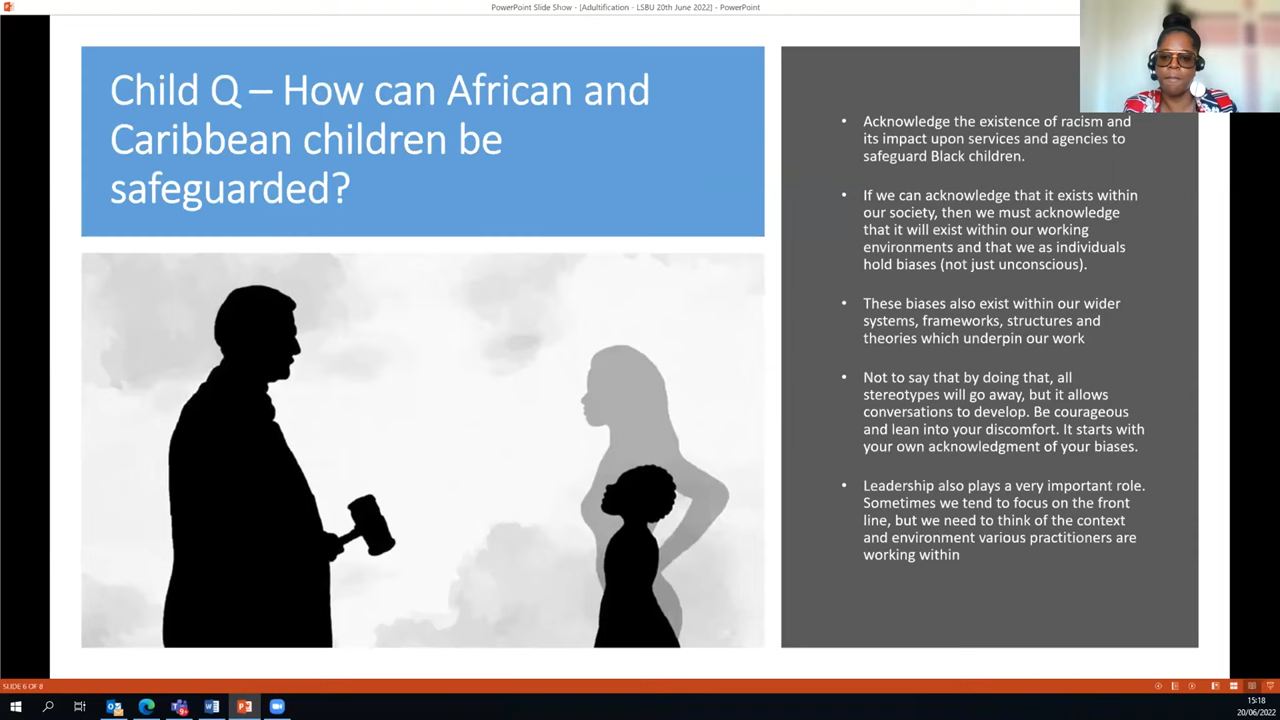 PowerPoint Slide Show - [Adultification - LSBU 20th June 2022] - PowerPoint
Child Q – How can African and
Caribbean children be
safeguarded?
• Acknowledge the existence of racism and
its impact upon services and agencies to
safeguard Black children.
• If we can acknowledge that it exists within
our society, then we must acknowledge
that it will exist within our working
environments and that we as individuals
hold biases (not just unconscious).
• These biases also exist within our wider
systems, frameworks, structures and
theories which underpin our work
• Not to say that by doing that, all
stereotypes will go away, but it allows
conversations to develop. Be courageous
and lean into your discomfort. It starts with
your own acknowledgment of your biases.
• Leadership also plays a very important role.
Sometimes we tend to focus on the front
line, but we need to think of the context
and environment various practitioners are
working within
SLIDE 6 OF 8
15:18
20/06/2022